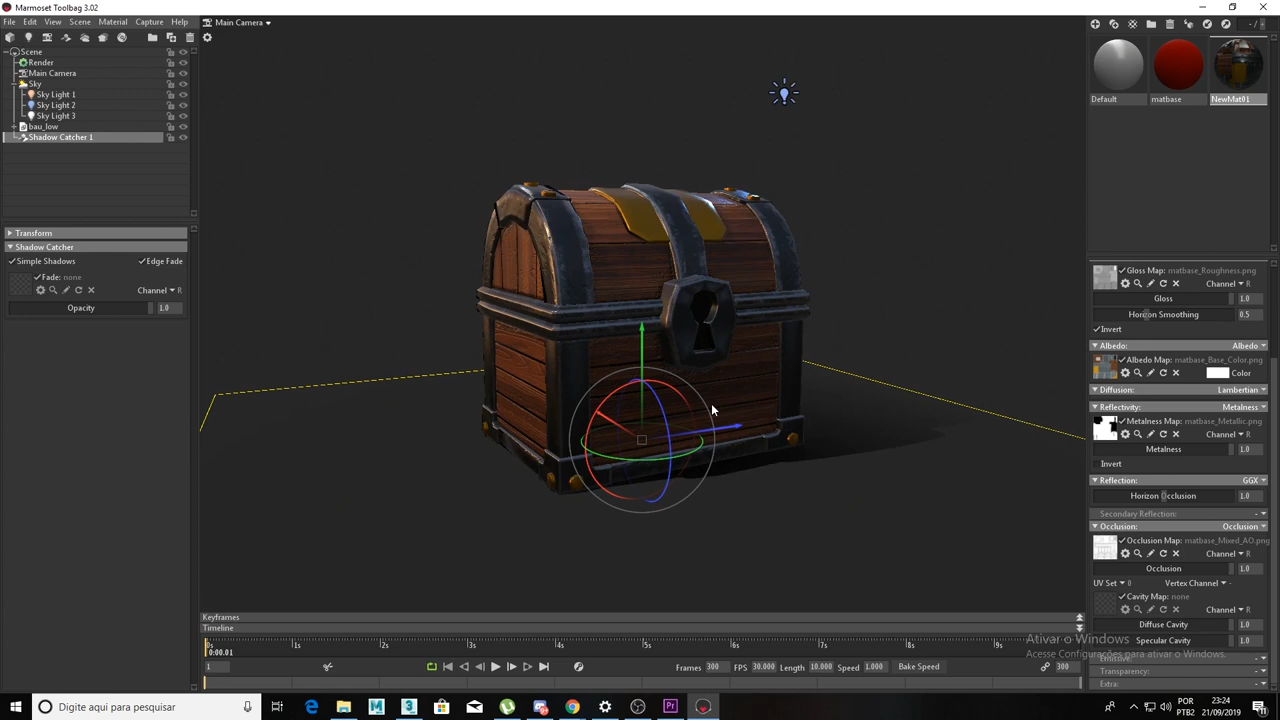 Marmoset Toolbag 3.02
File Edit View Scene Material Capture Help
Main Camera
- /
Scene
Render
Main Camera
Sky
Sky Light 1
Sky Light 2
Sky Light 3
bau_low
Shadow Catcher 1
Default
matbase
NewMat01
Transform
Shadow Catcher
Simple Shadows
Edge Fade
Fade: none
Channel R
Opacity 1.0
Gloss Map: matbase_Roughness.png
Channel R
Gloss 1.0
Horizon Smoothing 0.5
Invert
Albedo: Albedo
Albedo Map: matbase_Base_Color.png
Color
Diffusion: Lambertian
Reflectivity: Metalness
Metalness Map: matbase_Metallic.png
Channel R
Metalness 1.0
Invert
Reflection: GGX
Horizon Occlusion 1.0
Secondary Reflection: -
Occlusion: Occlusion
Occlusion Map: matbase_Mixed_AO.png
Channel R
Occlusion 1.0
UV Set 0 Vertex Channel -
Cavity Map: none
Channel R
Diffuse Cavity 1.0
Specular Cavity 1.0
Emissive: -
Transparency: -
Extra: -
Keyframes
Timeline
0s 1s 2s 3s 4s 5s 6s 7s 8s 9s
0:00.01
1
Frames 300 FPS 30.000 Length 10.000 Speed 1.000 Bake Speed
300
Ativar o Windows
Acesse Configurações para ativar o Windows.
Digite aqui para pesquisar
POR
PTB2
23:24
21/09/2019